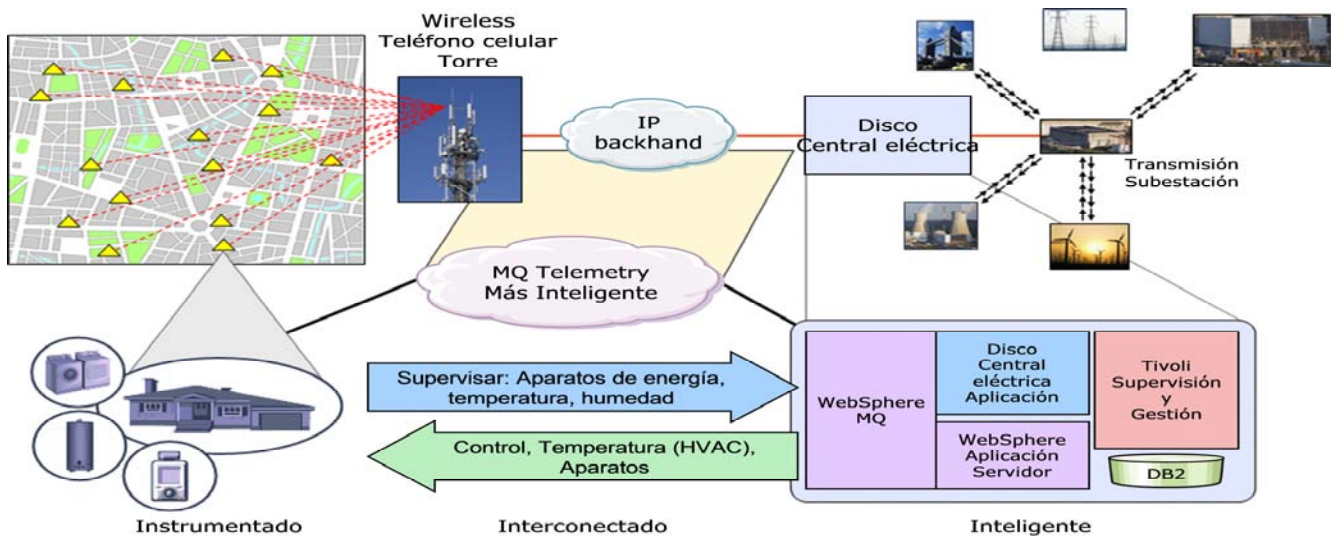 Wireless
Teléfono celular
Torre
IP
backhand
Disco
Central eléctrica
Transmisión
Subestación
MQ Telemetry
Más Inteligente
Supervisar: Aparatos de energía,
temperatura, humedad
Control, Temperatura (HVAC),
Aparatos
WebSphere
MQ
Disco
Central
eléctrica
Aplicación
WebSphere
Aplicación
Servidor
Tivoli
Supervisión
y
Gestión
DB2
Instrumentado
Interconectado
Inteligente